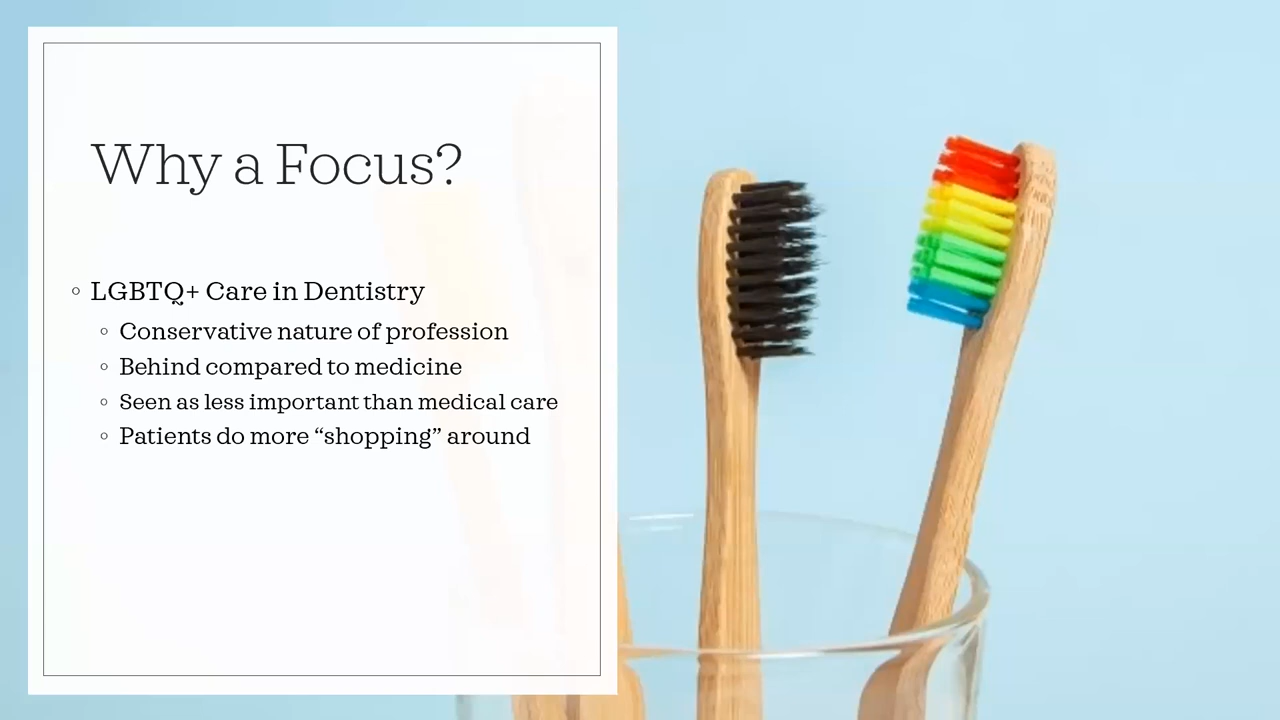 Why a Focus?
LGBTQ+ Care in Dentistry
Conservative nature of profession
Behind compared to medicine
Seen as less important than medical care
Patients do more “shopping” around